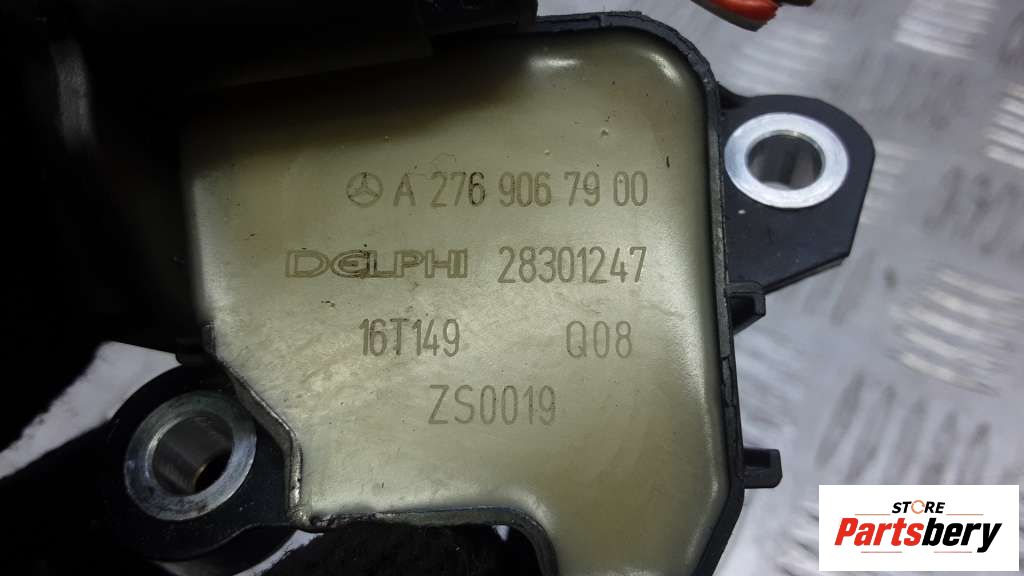 A 276 906 79 00
DELPHI 28301247
16T149 Q08
ZS0019
STORE
Partsbery